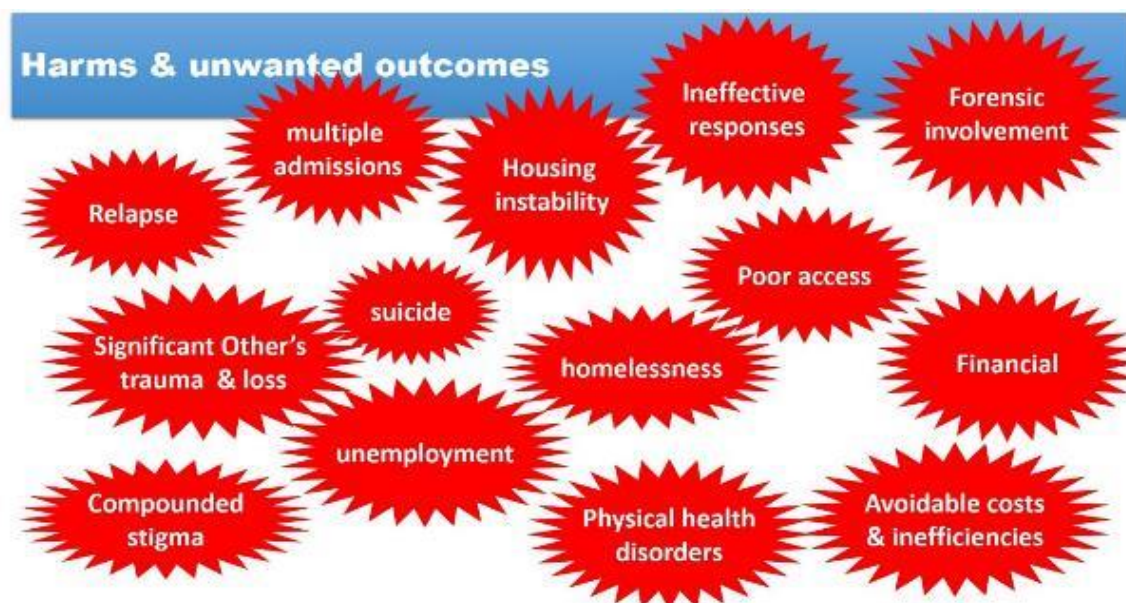 Harms & unwanted outcomes
Ineffective
responses
Forensic
involvement
multiple
admissions
Housing
instability
Relapse
Poor access
suicide
Significant Other's
trauma & loss
homelessness
Financial
unemployment
Compounded
stigma
Physical health
disorders
Avoidable costs
& inefficiencies